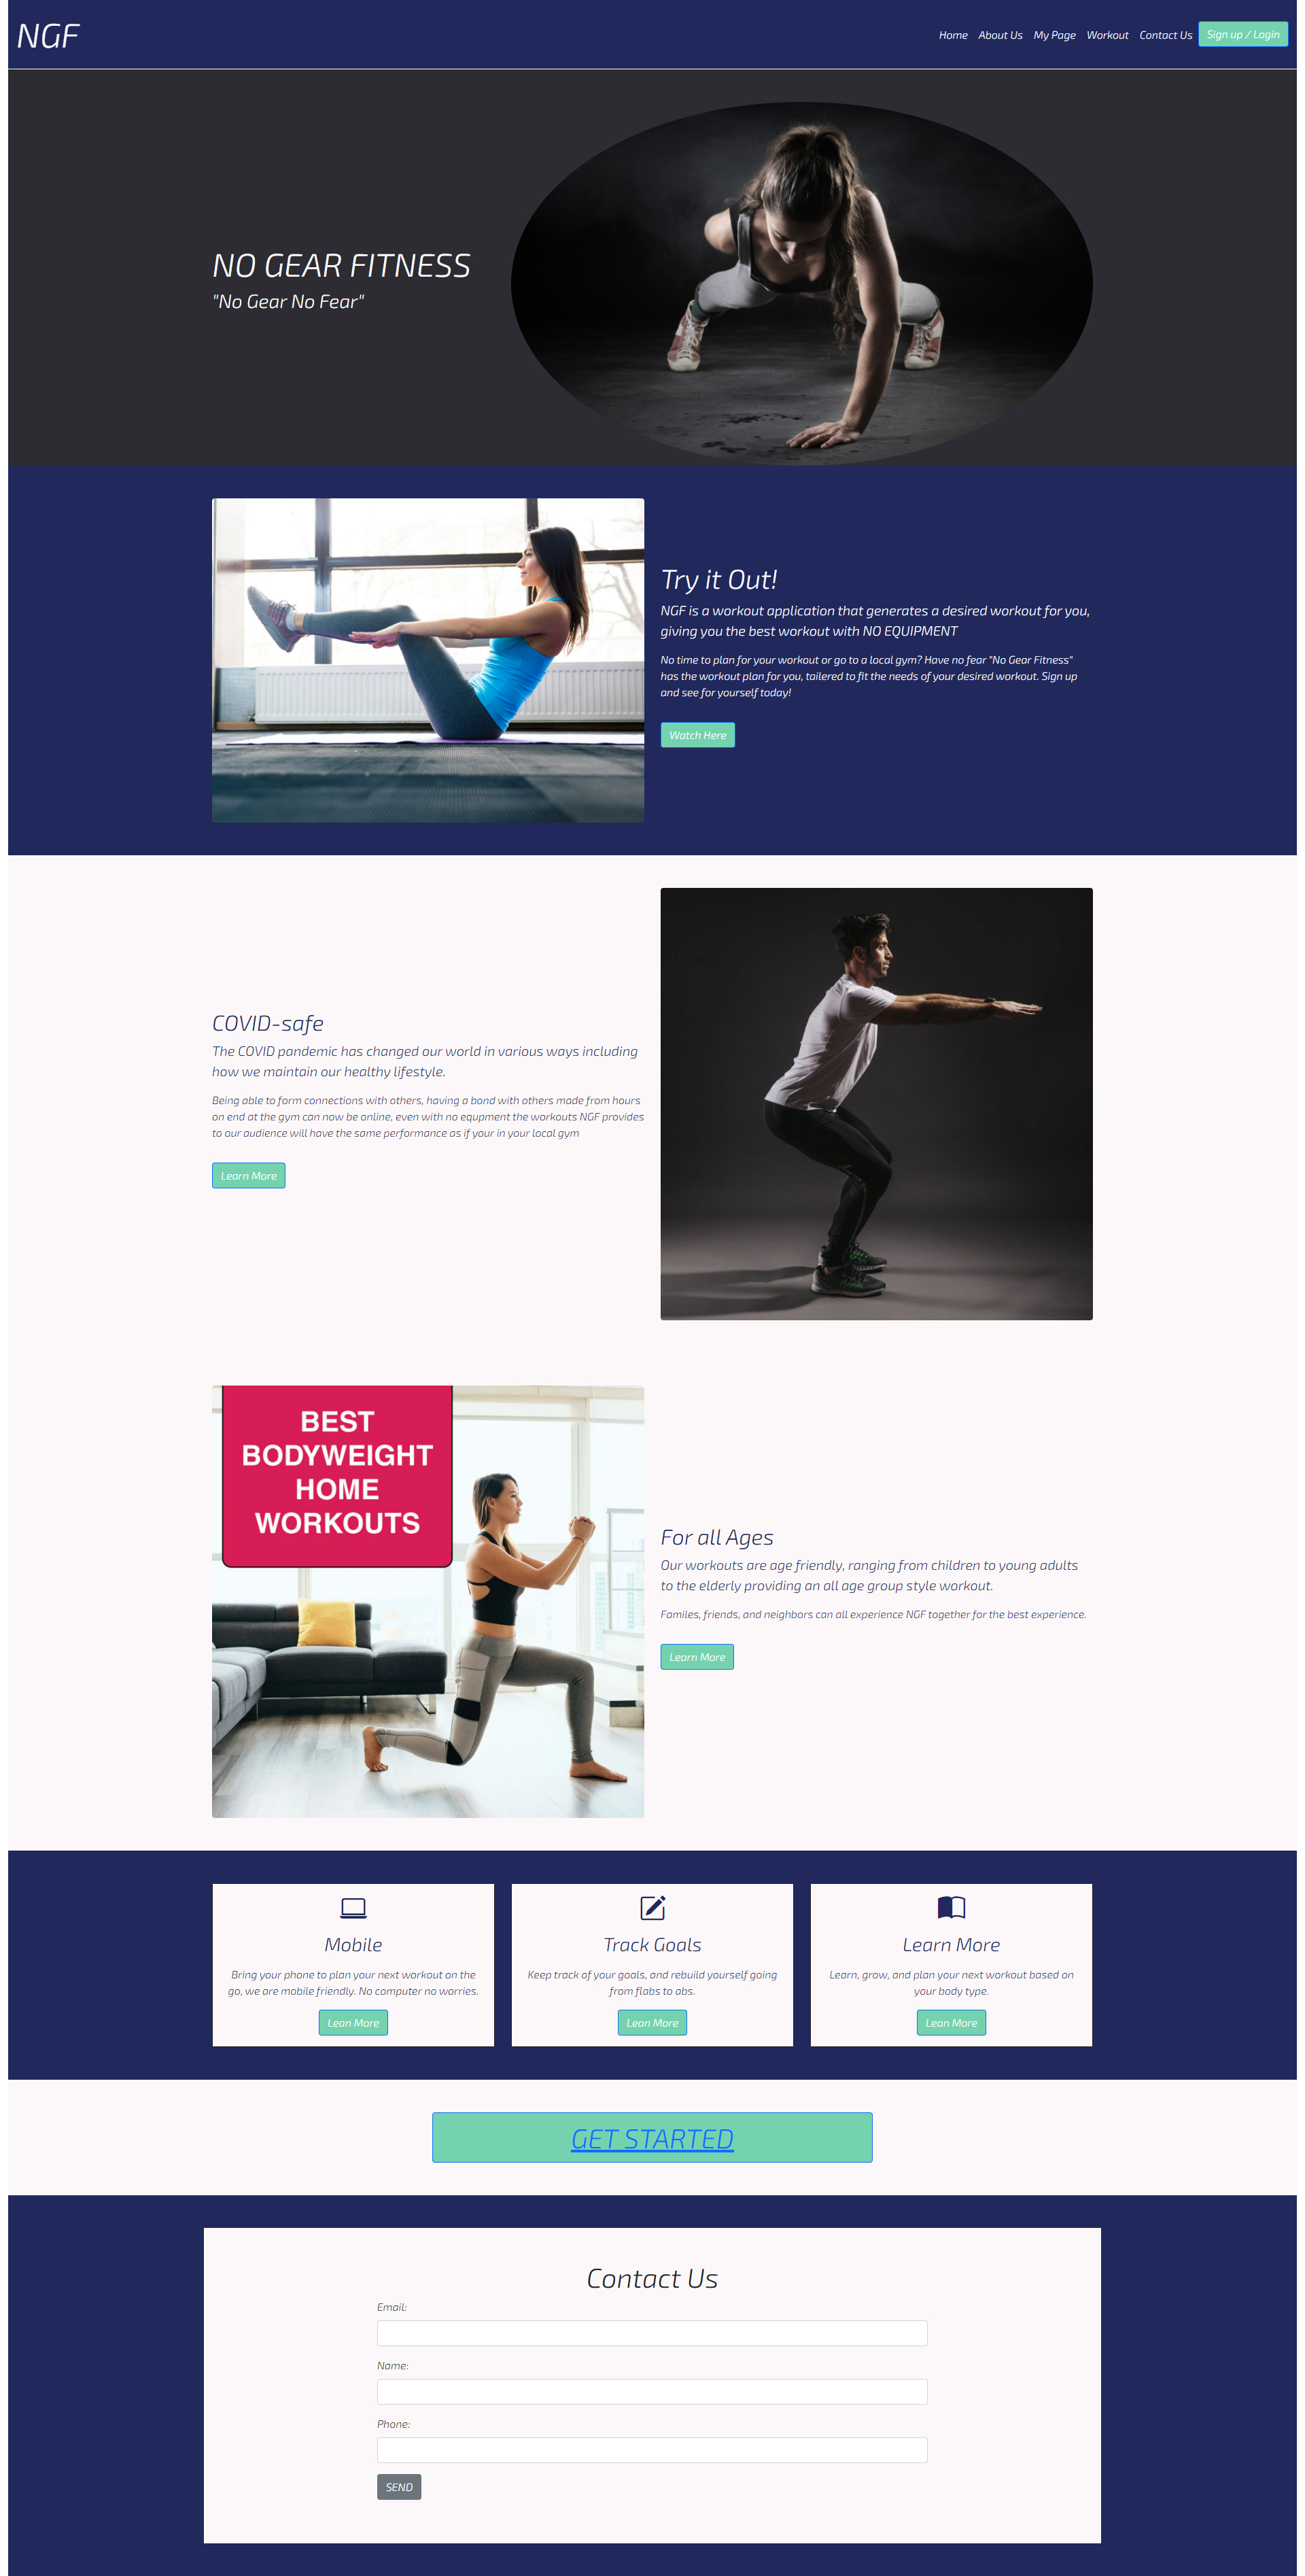 NGF
Home About Us My Page Workout Contact Us Sign up / Login
NO GEAR FITNESS
"No Gear No Fear"
Try it Out!
NGF is a workout application that generates a desired workout for you,
giving you the best workout with NO EQUIPMENT
No time to plan for your workout or go to a local gym? Have no fear "No Gear Fitness"
has the workout plan for you, tailered to fit the needs of your desired workout. Sign up
and see for yourself today!
Watch Here
COVID-safe
The COVID pandemic has changed our world in various ways including
how we maintain our healthy lifestyle.
Being able to form connections with others, having a bond with others made from hours
on end at the gym can now be online, even with no equpment the workouts NGF provides
to our audience will have the same performance as if your in your local gym
Learn More
BEST
BODYWEIGHT
HOME
WORKOUTS
For all Ages
Our workouts are age friendly, ranging from children to young adults
to the elderly providing an all age group style workout.
Familes, friends, and neighbors can all experience NGF together for the best experience.
Learn More
Mobile
Bring your phone to plan your next workout on the
go, we are mobile friendly. No computer no worries.
Lean More
Track Goals
Keep track of your goals, and rebuild yourself going
from flabs to abs.
Lean More
Learn More
Learn, grow, and plan your next workout based on
your body type.
Lean More
GET STARTED
Contact Us
Email:
Name:
Phone:
SEND